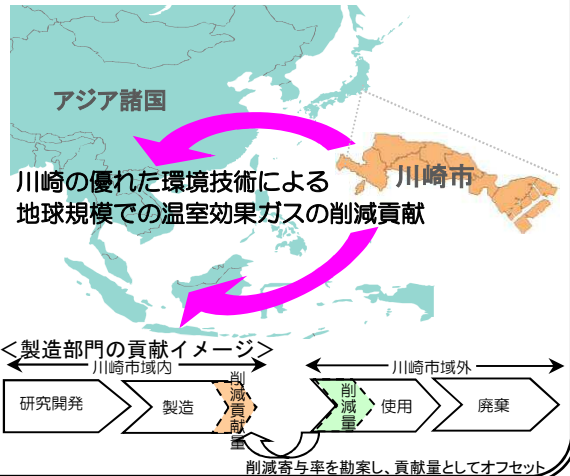 アジア諸国
川崎市
川崎の優れた環境技術による
地球規模での温室効果ガスの削減貢献
＜製造部門の貢献イメージ＞
川崎市域内
川崎市域外
研究開発
製造
削減貢献量
削減量
使用
廃棄
削減寄与率を勘案し、貢献量としてオフセット